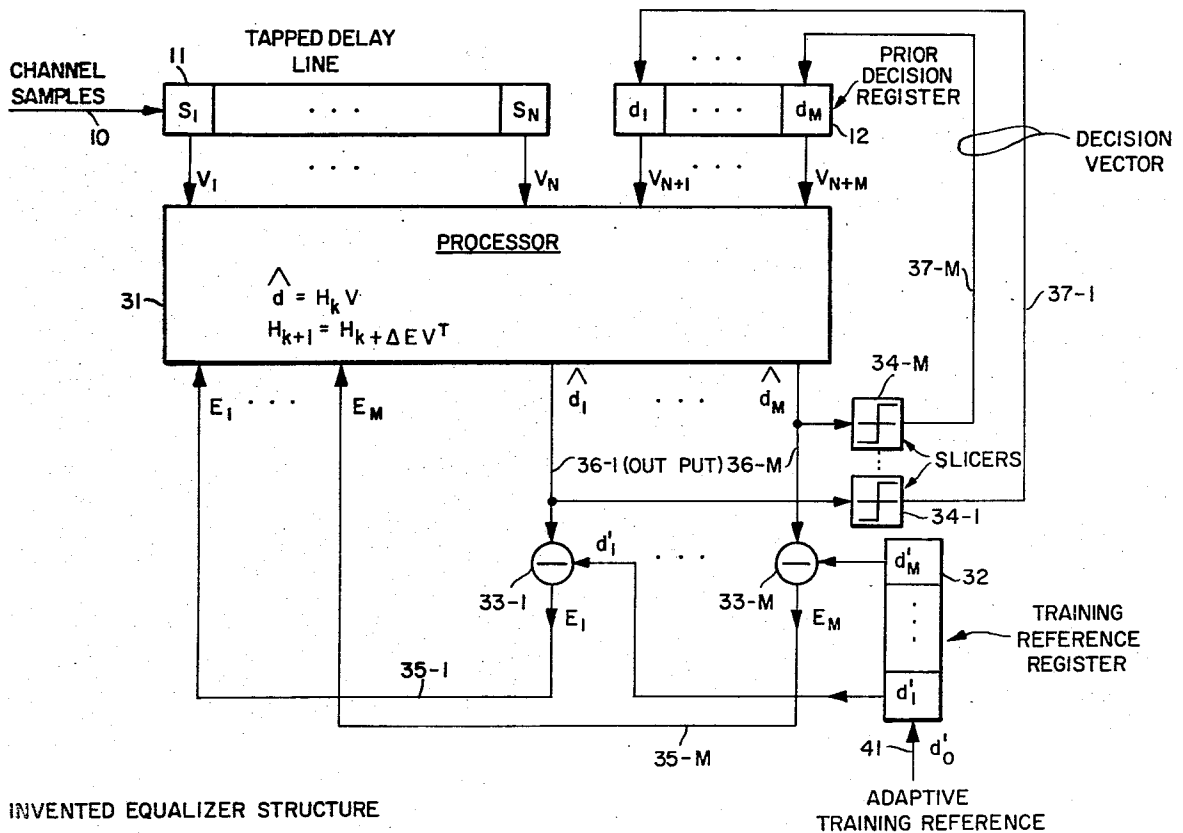 TAPPED DELAY
LINE
CHANNEL
SAMPLES
10
11
S1 . . . SN
. . .
d1 . . . dM
PRIOR
DECISION
REGISTER
12
DECISION
VECTOR
V1 . . . VN
VN+1 . . . VN+M
PROCESSOR
31
d̂ = Hk V
Hk+1 = Hk+ΔEVT
37-M
37-1
E1 . . . EM
d̂1 . . . d̂M
34-M
SLICERS
36-1 (OUT PUT) 36-M
34-1
d'1
. . .
33-1
33-M
d'M
32
E1
EM
TRAINING
REFERENCE
REGISTER
35-1
d'1
35-M
41
d'0
INVENTED EQUALIZER STRUCTURE
ADAPTIVE
TRAINING REFERENCE